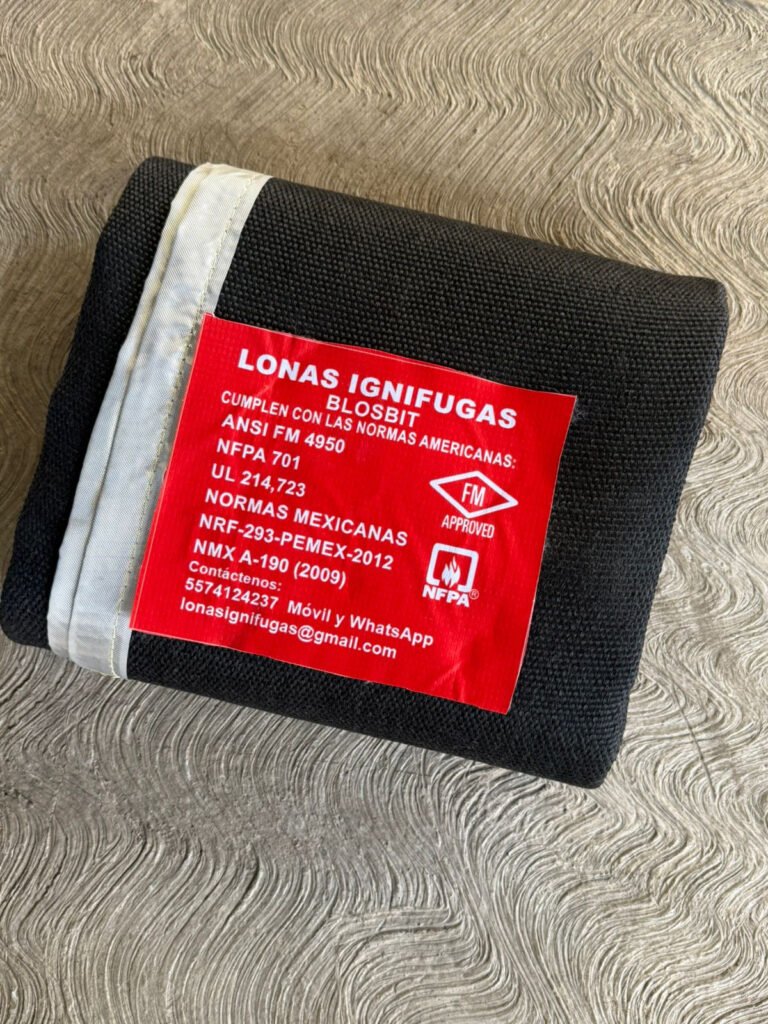 LONAS IGNIFUGAS
BLOSBIT
CUMPLEN CON LAS NORMAS AMERICANAS:
ANSI FM 4950
NFPA 701
UL 214,723
NORMAS MEXICANAS
NRF-293-PEMEX-2012
NMX A-190 (2009)
Contáctenos:
5574124237 Móvil y WhatsApp
lonasignifugas@gmail.com
FM
APPROVED
NFPA®